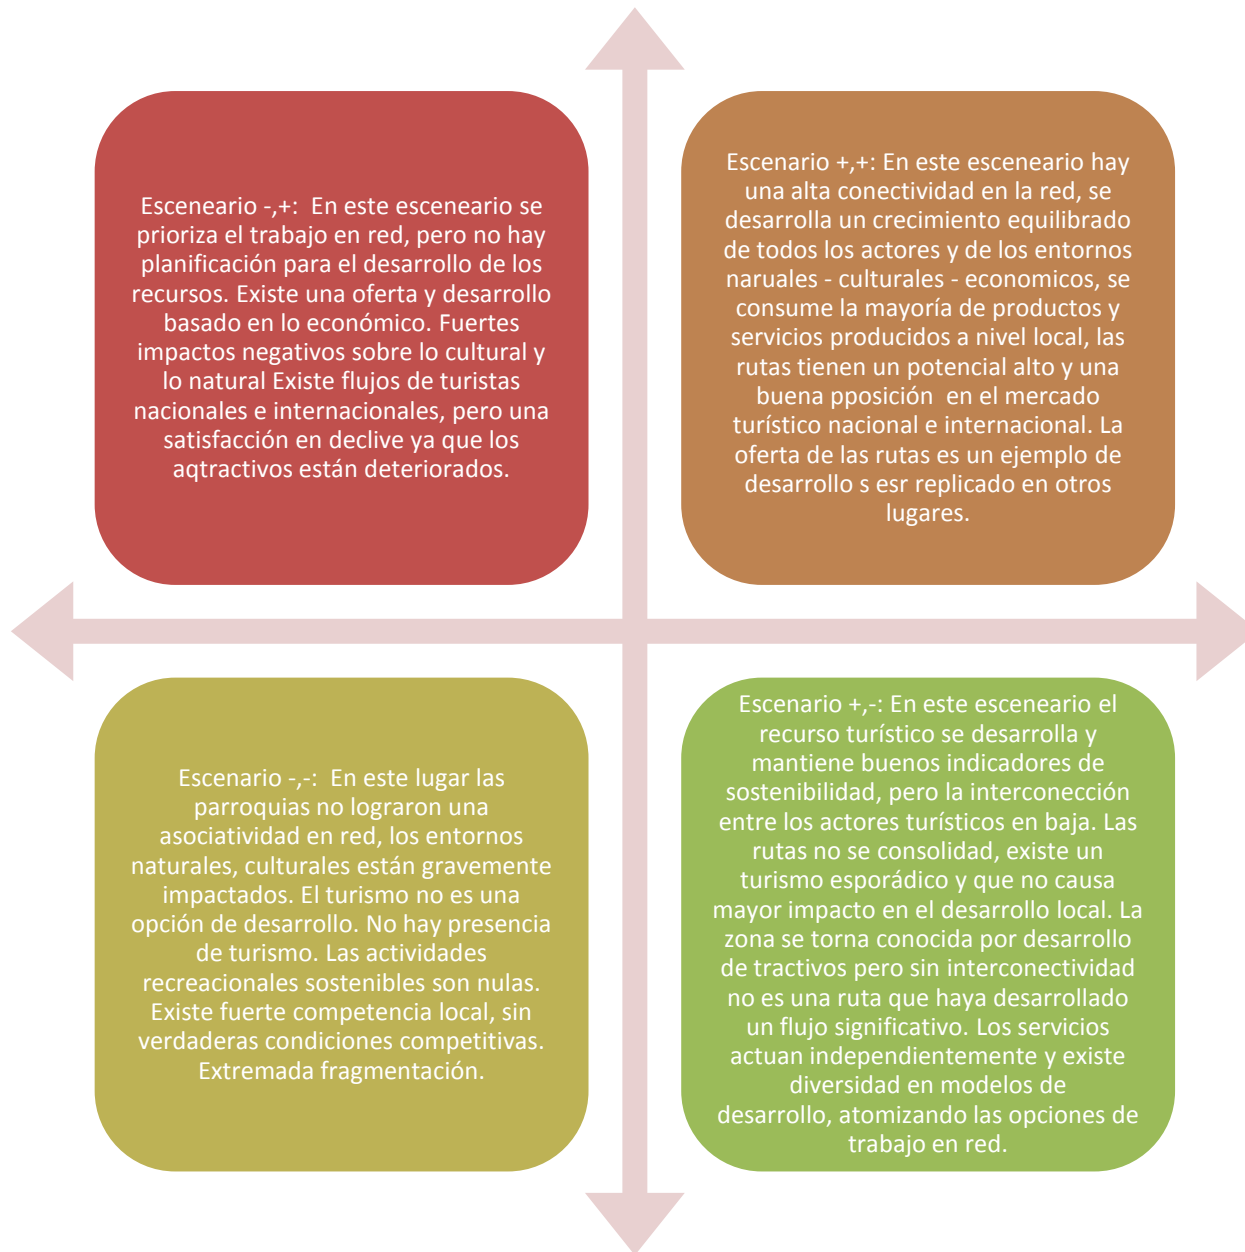 Esceneario -,+:  En este esceneario se
prioriza el trabajo en red, pero no hay
planificación para el desarrollo de los
recursos. Existe una oferta y desarrollo
basado en lo económico. Fuertes
impactos negativos sobre lo cultural y
lo natural Existe flujos de turistas
nacionales e internacionales, pero una
satisfacción en declive ya que los
aqtractivos están deteriorados.
Escenario +,+: En este esceneario hay
una alta conectividad en la red, se
desarrolla un crecimiento equilibrado
de todos los actores y de los entornos
naruales - culturales - economicos, se
consume la mayoría de productos y
servicios producidos a nivel local, las
rutas tienen un potencial alto y una
buena pposición  en el mercado
turístico nacional e internacional. La
oferta de las rutas es un ejemplo de
desarrollo s esr replicado en otros
lugares.
Escenario -,-:  En este lugar las
parroquias no lograron una
asociatividad en red, los entornos
naturales, culturales están gravemente
impactados. El turismo no es una
opción de desarrollo. No hay presencia
de turismo. Las actividades
recreacionales sostenibles son nulas.
Existe fuerte competencia local, sin
verdaderas condiciones competitivas.
Extremada fragmentación.
Escenario +,-: En este esceneario el
recurso turístico se desarrolla y
mantiene buenos indicadores de
sostenibilidad, pero la interconección
entre los actores turísticos en baja. Las
rutas no se consolidad, existe un
turismo esporádico y que no causa
mayor impacto en el desarrollo local. La
zona se torna conocida por desarrollo
de tractivos pero sin interconectividad
no es una ruta que haya desarrollado
un flujo significativo. Los servicios
actuan independientemente y existe
diversidad en modelos de
desarrollo, atomizando las opciones de
trabajo en red.